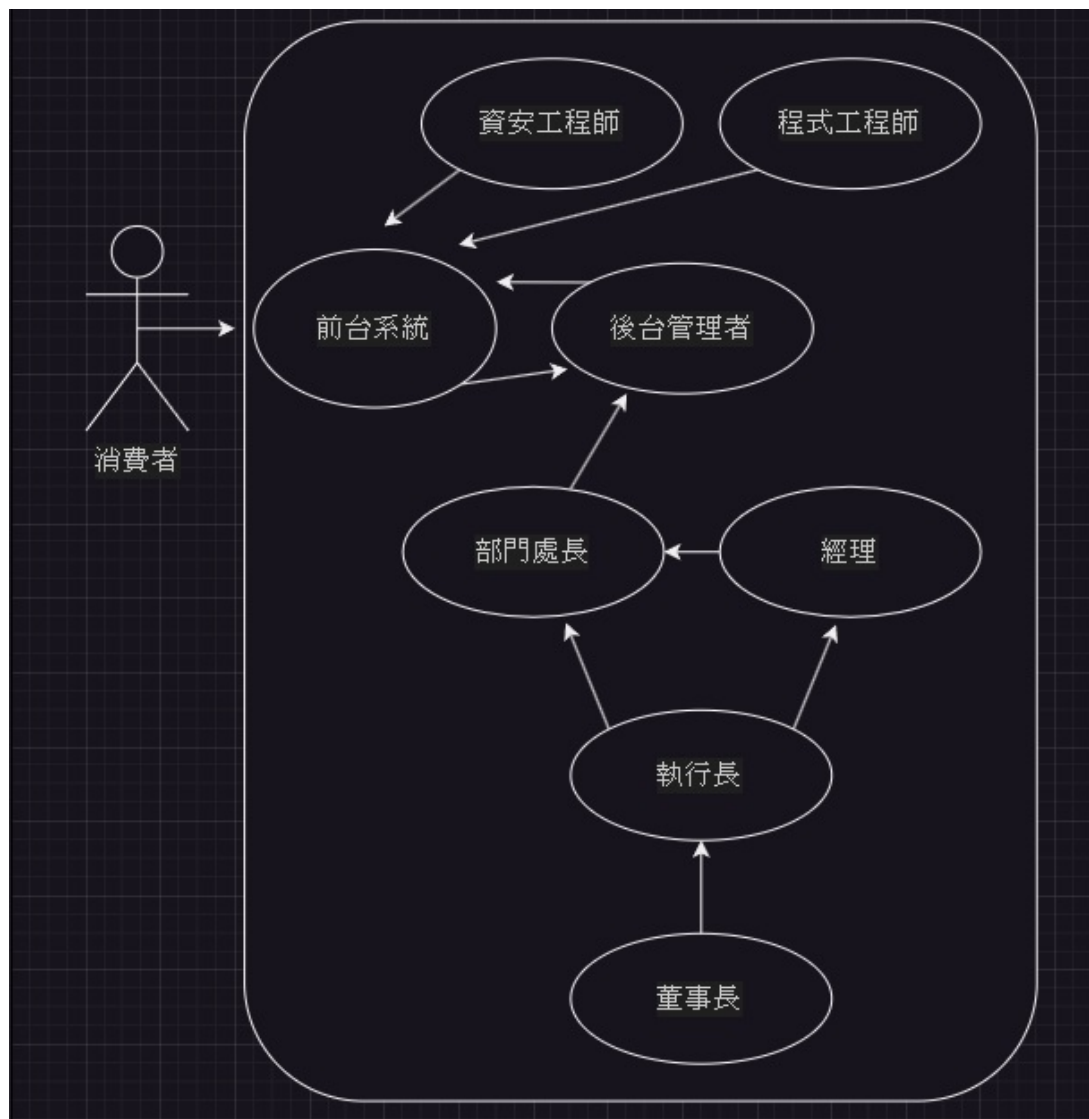 資安工程師
程式工程師
前台系統
後台管理者
消費者
部門處長
經理
執行長
董事長